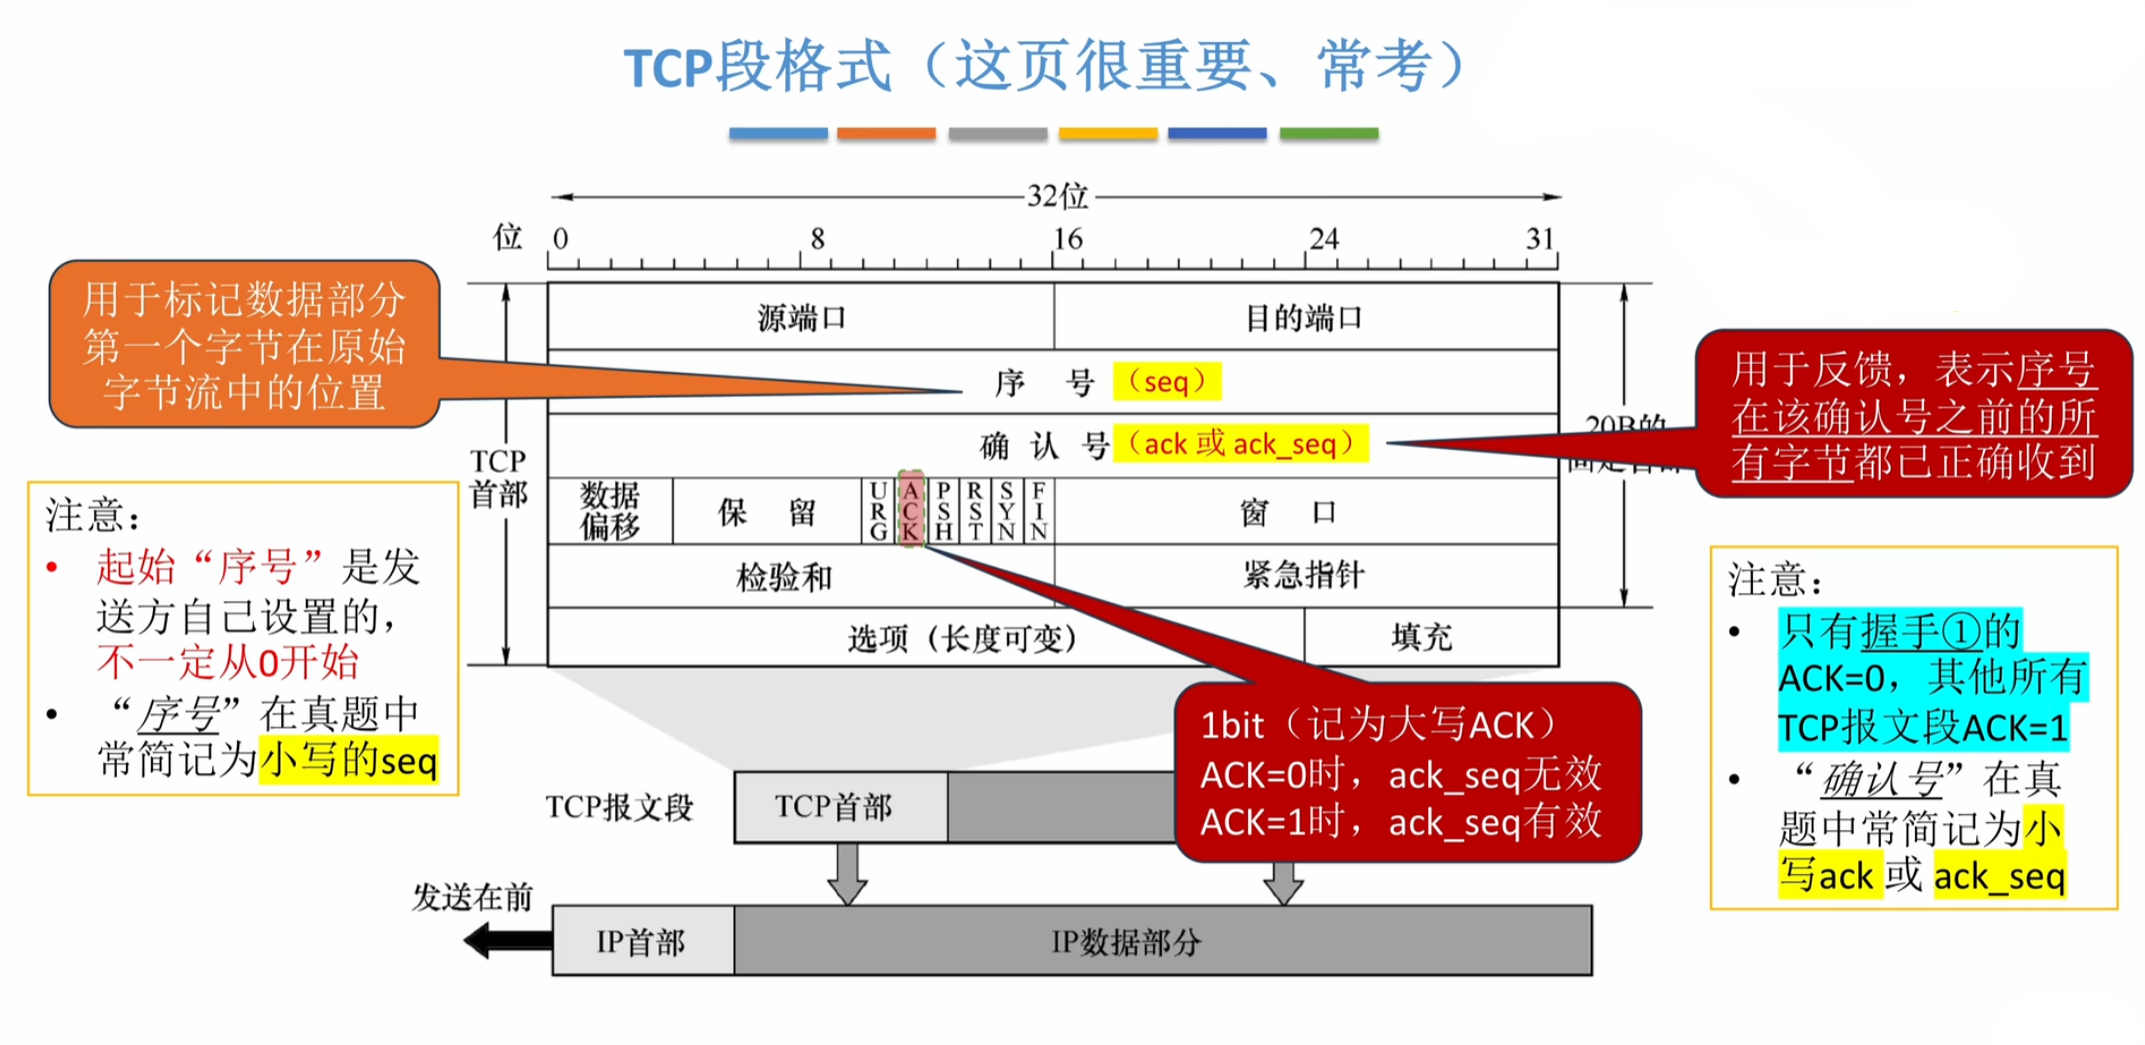 TCP段格式（这页很重要、常考）
32位
位 0 8 16 24 31
用于标记数据部分
第一个字节在原始
字节流中的位置
源端口 目的端口
序 号 （seq）
确 认 号 （ack 或 ack_seq）
用于反馈，表示序号
在该确认号之前的所
有字节都已正确收到
20B的
TCP
首部
数据
偏移
保 留
URG
ACK
PSH
RST
SYN
FIN
窗 口
检验和 紧急指针
选项（长度可变） 填充
注意：
• 起始“序号”是发
送方自己设置的，
不一定从0开始
• “序号”在真题中
常简记为小写的seq
注意：
• 只有握手①的
ACK=0，其他所有
TCP报文段ACK=1
• “确认号”在真
题中常简记为小
写ack 或 ack_seq
1bit（记为大写ACK）
ACK=0时，ack_seq无效
ACK=1时，ack_seq有效
TCP报文段 TCP首部
发送在前
IP首部 IP数据部分